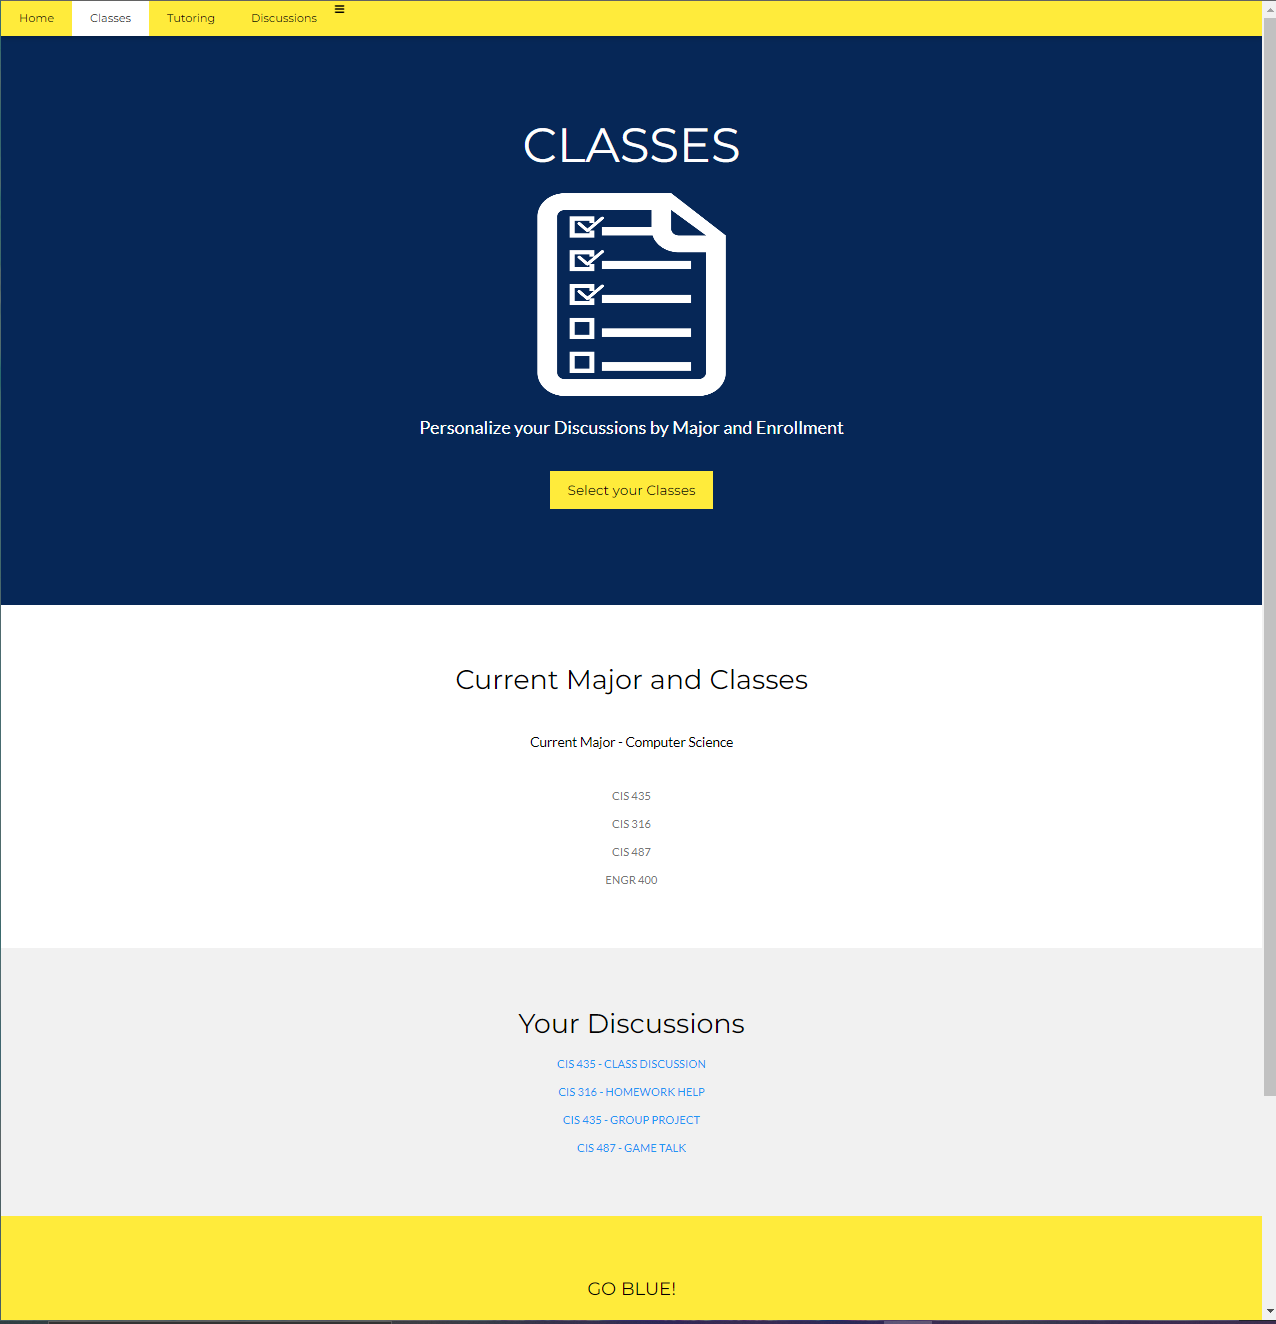 Home Classes Tutoring Discussions
CLASSES
Personalize your Discussions by Major and Enrollment
Select your Classes
Current Major and Classes
Current Major - Computer Science
CIS 435
CIS 316
CIS 487
ENGR 400
Your Discussions
CIS 435 - CLASS DISCUSSION
CIS 316 - HOMEWORK HELP
CIS 435 - GROUP PROJECT
CIS 487 - GAME TALK
GO BLUE!